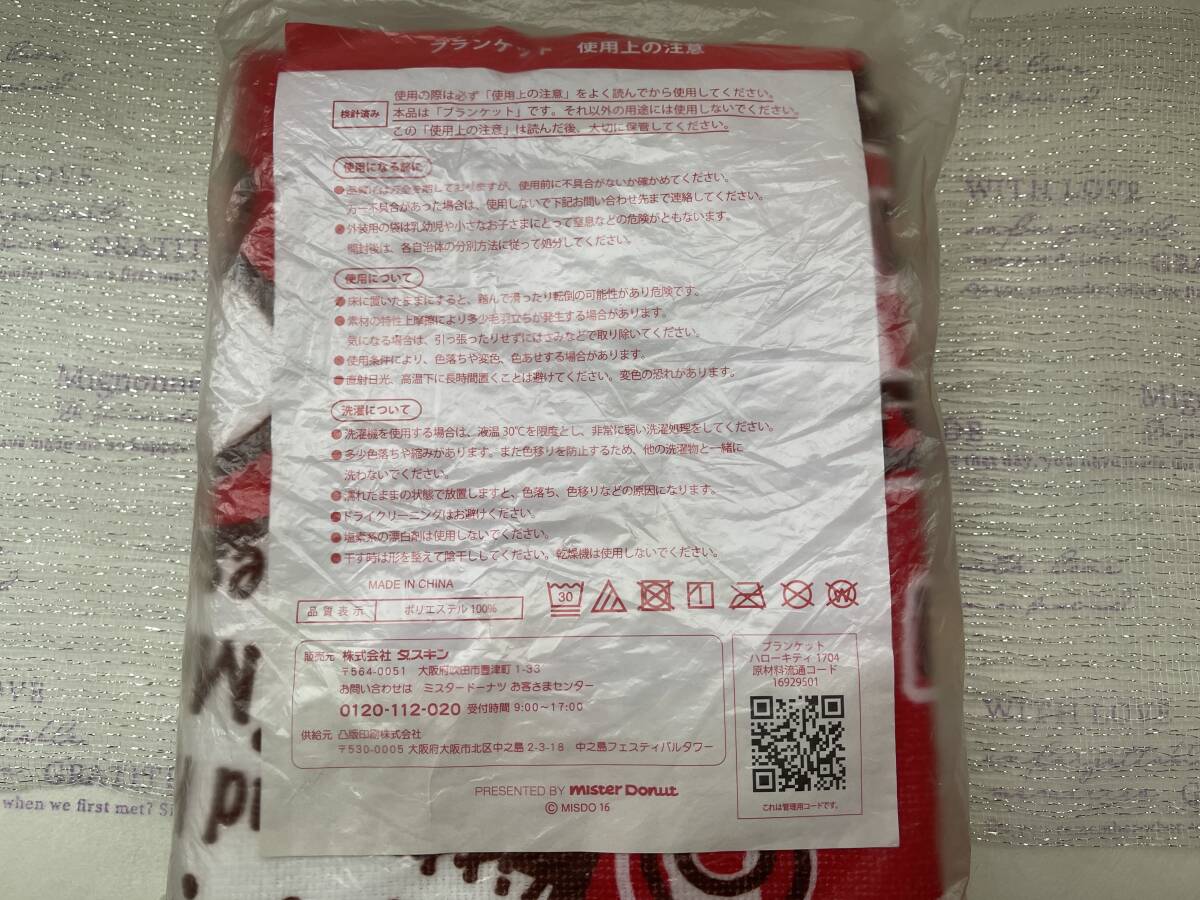 ブランケット 使用上の注意
検針済み
使用の際は必ず「使用上の注意」をよく読んでから使用してください。
本品は「ブランケット」です。それ以外の用途には使用しないでください。
この「使用上の注意」は読んだ後、大切に保管してください。
使用になる前に
●品質には万全を期しておりますが、使用前に不具合がないか確かめてください。
万一不具合があった場合は、使用しないで下記お問い合わせ先まで連絡してください。
●外装用の袋は乳幼児や小さなお子さまにとって窒息などの危険がともないます。
開封後は、各自治体の分別方法に従って処分してください。
使用について
●床に置いたままにすると、踏んで滑ったり転倒の可能性があり危険です。
●素材の特性上摩擦により多少毛羽立ちが発生する場合があります。
気になる場合は、引っ張ったりせずにはさみなどで取り除いてください。
●使用条件により、色落ちや変色、色あせする場合があります。
●直射日光、高温下に長時間置くことは避けてください。変色の恐れがあります。
洗濯について
●洗濯機を使用する場合は、液温30℃を限度とし、非常に弱い洗濯処理をしてください。
●多少色落ちや縮みがあります。また色移りを防止するため、他の洗濯物と一緒に
洗わないでください。
●濡れたままの状態で放置しますと、色落ち、色移りなどの原因になります。
●ドライクリーニングはお避けください。
●塩素系の漂白剤は使用しないでください。
●干す時は形を整えて陰干ししてください。乾燥機は使用しないでください。
MADE IN CHINA
品質表示 ポリエステル100%
30
W
販売元 株式会社 ダスキン
〒564-0051 大阪府吹田市豊津町1-33
お問い合わせは ミスタードーナツ お客さまセンター
0120-112-020 受付時間 9:00～17:00
供給元 凸版印刷株式会社
〒530-0005 大阪府大阪市北区中之島2-3-18 中之島フェスティバルタワー
ブランケット
ハローキティ 1704
原材料流通コード
16929501
これは管理用コードです。
PRESENTED BY mister Donut
© MISDO 16
WITH LOVE
when we first met?
WITH LOVE